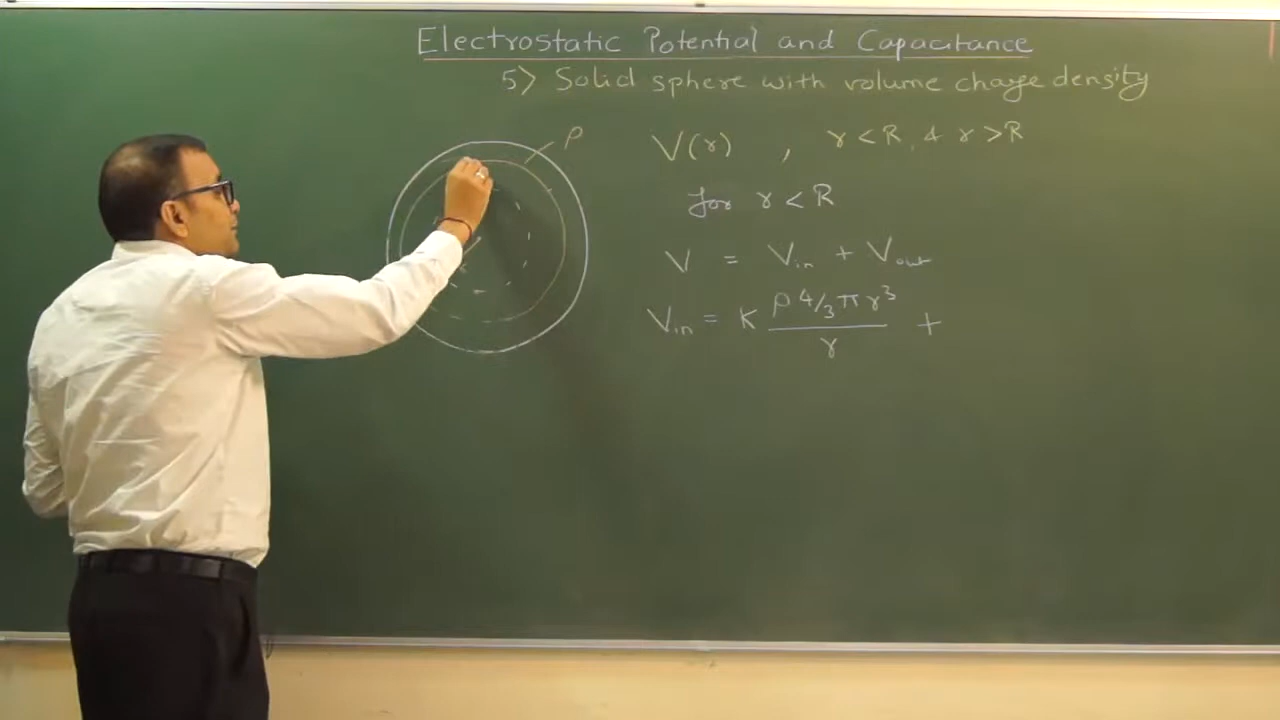 Electrostatic Potential and Capacitance
5> Solid sphere with volume charge density
ρ
V(r) , r < R, & r > R
for r < R
V = V_in + V_out
V_in = K (ρ 4/3 π r³)/r +